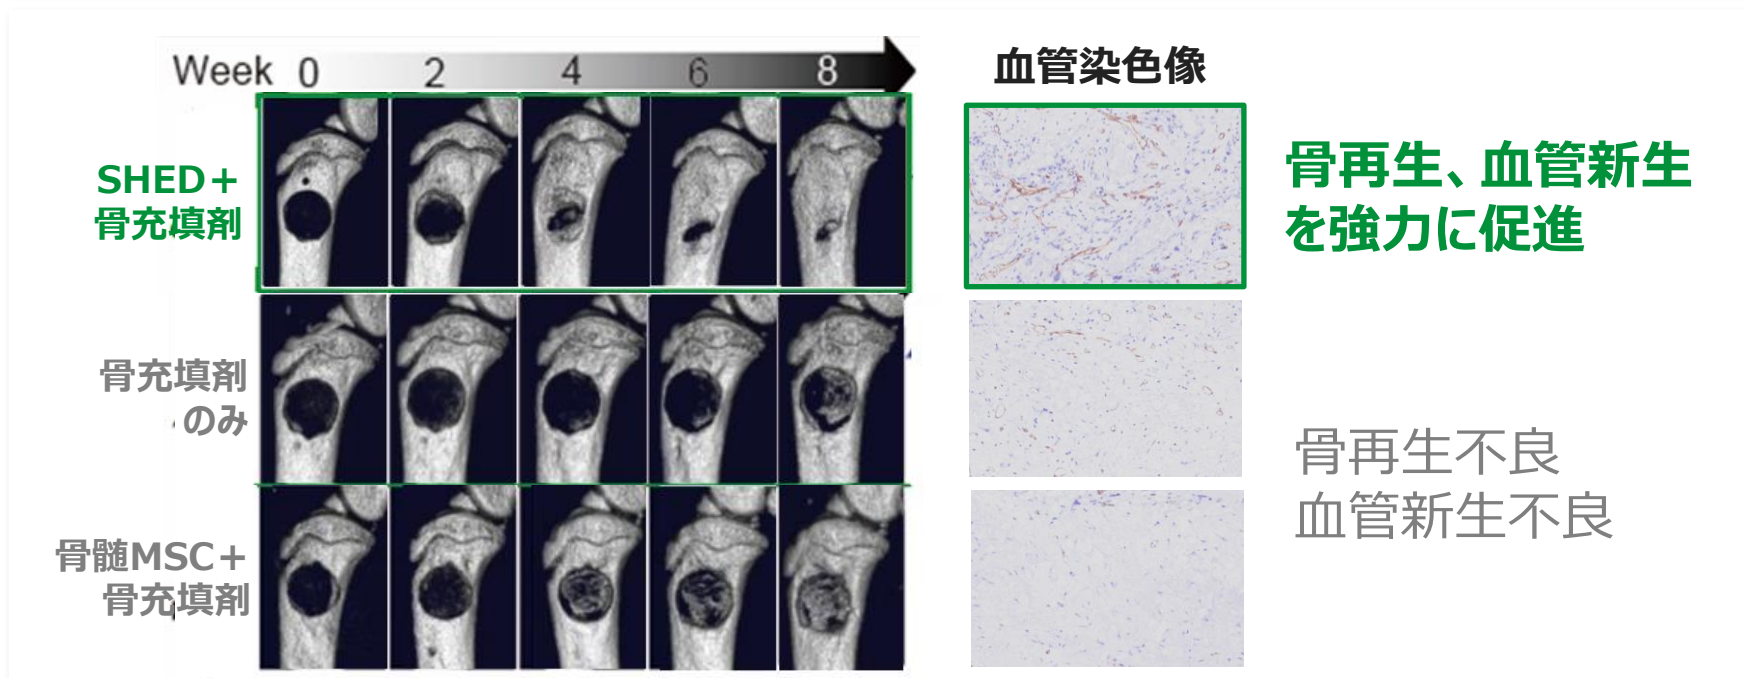 Week 0 2 4 6 8
血管染色像
SHED＋
骨充填剤
骨再生、血管新生
を強力に促進
骨充填剤
のみ
骨髄MSC＋
骨充填剤
骨再生不良
血管新生不良